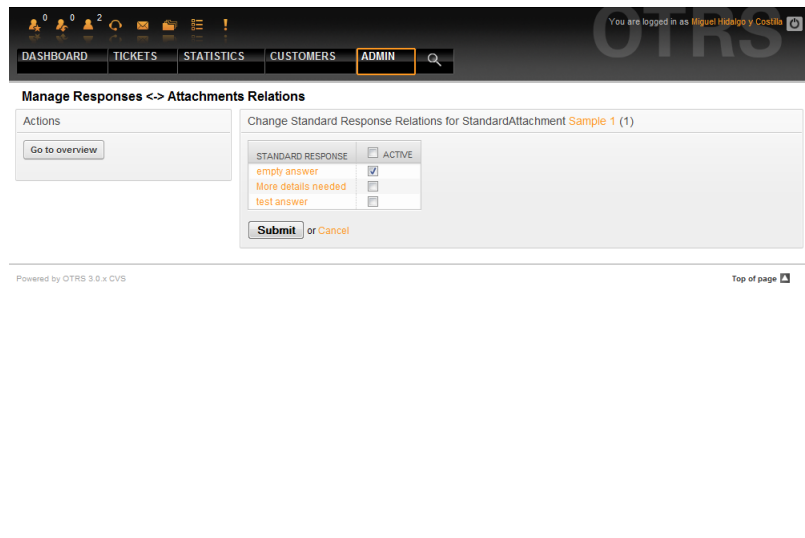 0 0 2
You are logged in as Miguel Hidalgo y Costilla
OTRS
DASHBOARD TICKETS STATISTICS CUSTOMERS ADMIN
Manage Responses <-> Attachments Relations
Actions
Go to overview
Change Standard Response Relations for StandardAttachment Sample 1 (1)
STANDARD RESPONSE ACTIVE
empty answer
More details needed
test answer
Submit or Cancel
Powered by OTRS 3.0.x CVS
Top of page